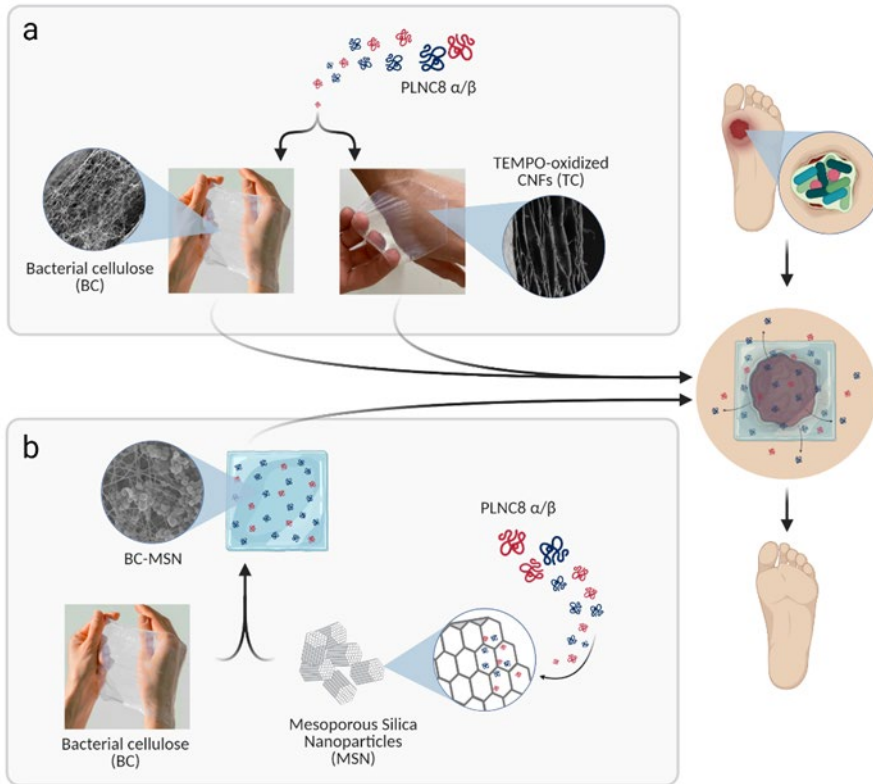 a
PLNC8 α/β
TEMPO-oxidized
CNFs (TC)
Bacterial cellulose
(BC)
b
PLNC8 α/β
BC-MSN
Mesoporous Silica
Nanoparticles
(MSN)
Bacterial cellulose
(BC)